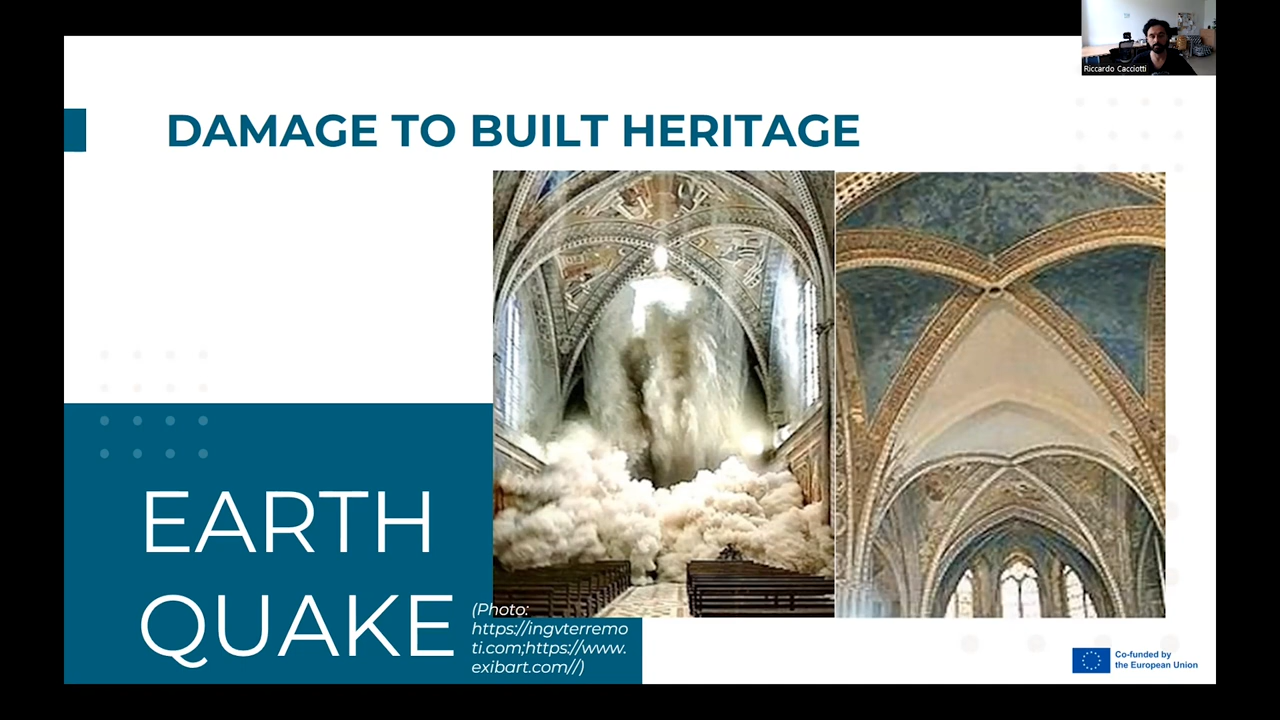 Riccardo Cacciotti
DAMAGE TO BUILT HERITAGE
EARTH
QUAKE
(Photo:
https://ingvterremo
ti.com;https://www.
exibart.com//)
Co-funded by
the European Union